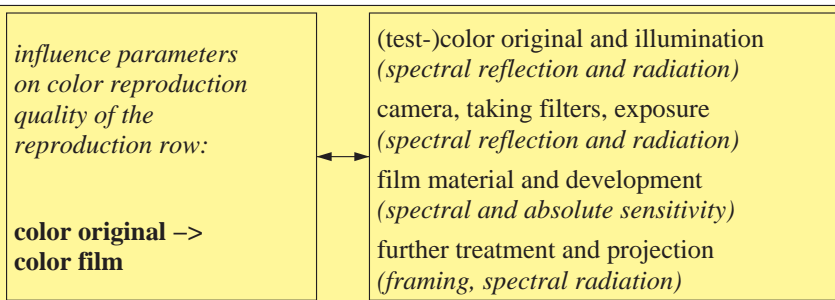 influence parameters
on color reproduction
quality of the
reproduction row:
color original −>
color film
(test-)color original and illumination
(spectral reflection and radiation)
camera, taking filters, exposure
(spectral reflection and radiation)
film material and development
(spectral and absolute sensitivity)
further treatment and projection
(framing, spectral radiation)